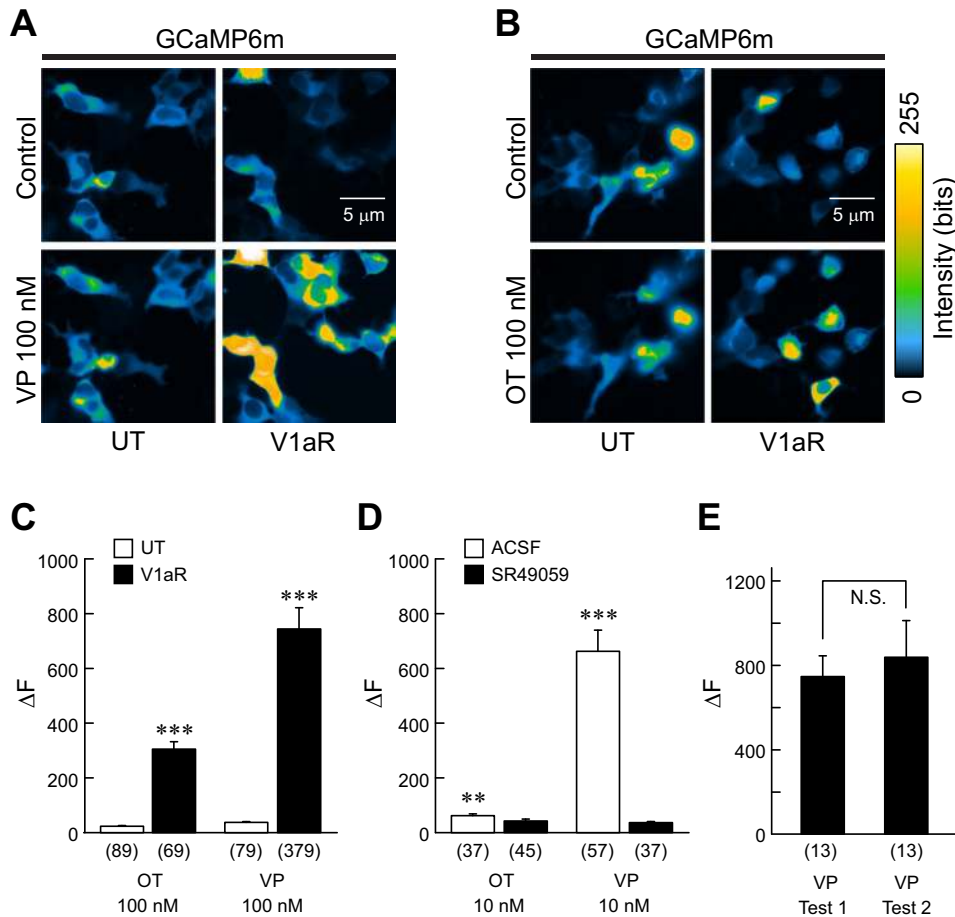 A
GCaMP6m
Control
5 μm
VP 100 nM
UT
V1aR
B
GCaMP6m
Control
5 μm
OT 100 nM
UT
V1aR
255
Intensity (bits)
0
C
UT
V1aR
1000
800
600
400
200
0
ΔF
***
***
(89) (69) (79) (379)
OT VP
100 nM 100 nM
D
ACSF
SR49059
1000
800
600
400
200
0
ΔF
**
***
(37) (45) (57) (37)
OT VP
10 nM 10 nM
E
1200
800
400
0
ΔF
N.S.
(13) (13)
VP VP
Test 1 Test 2